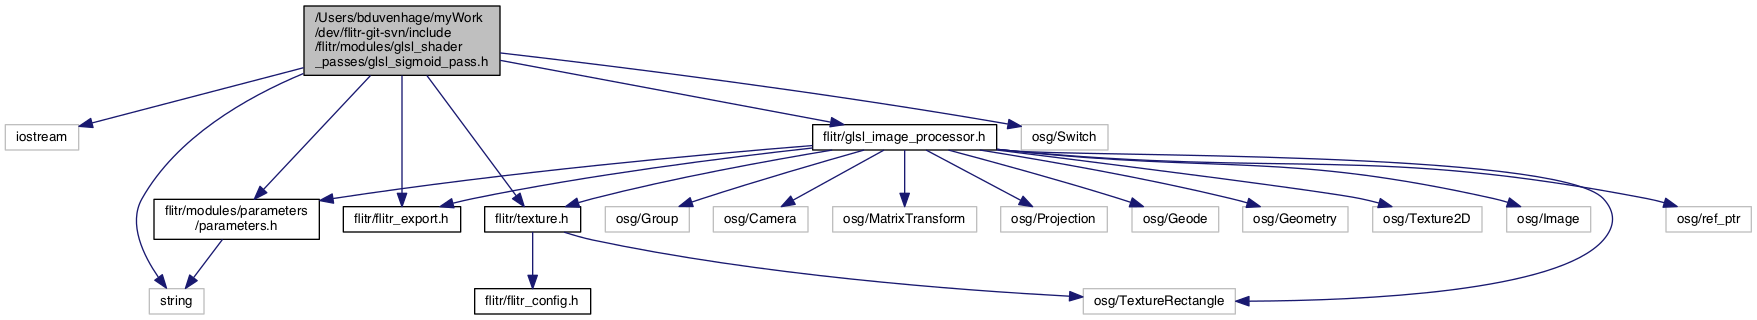 /Users/bduvenhage/myWork
/dev/flitr-git-svn/include
/flitr/modules/glsl_shader
_passes/glsl_sigmoid_pass.h
iostream
flitr/glsl_image_processor.h
osg/Switch
flitr/modules/parameters
/parameters.h
flitr/flitr_export.h
flitr/texture.h
osg/Group
osg/Camera
osg/MatrixTransform
osg/Projection
osg/Geode
osg/Geometry
osg/Texture2D
osg/Image
osg/ref_ptr
string
flitr/flitr_config.h
osg/TextureRectangle